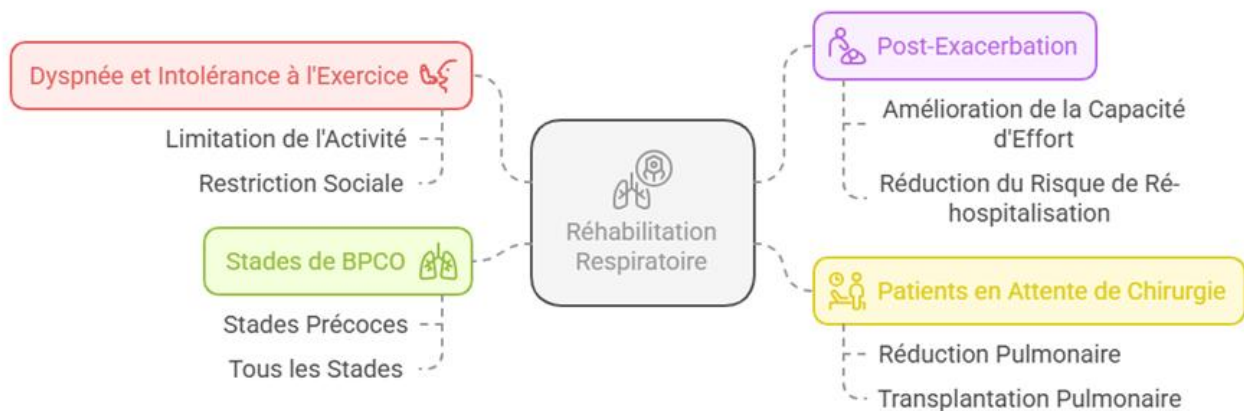 Dyspnée et Intolérance à l'Exercice
Limitation de l'Activité
Restriction Sociale
Stades de BPCO
Stades Précoces
Tous les Stades
Réhabilitation
Respiratoire
Post-Exacerbation
Amélioration de la Capacité
d'Effort
Réduction du Risque de Ré-
hospitalisation
Patients en Attente de Chirurgie
Réduction Pulmonaire
Transplantation Pulmonaire